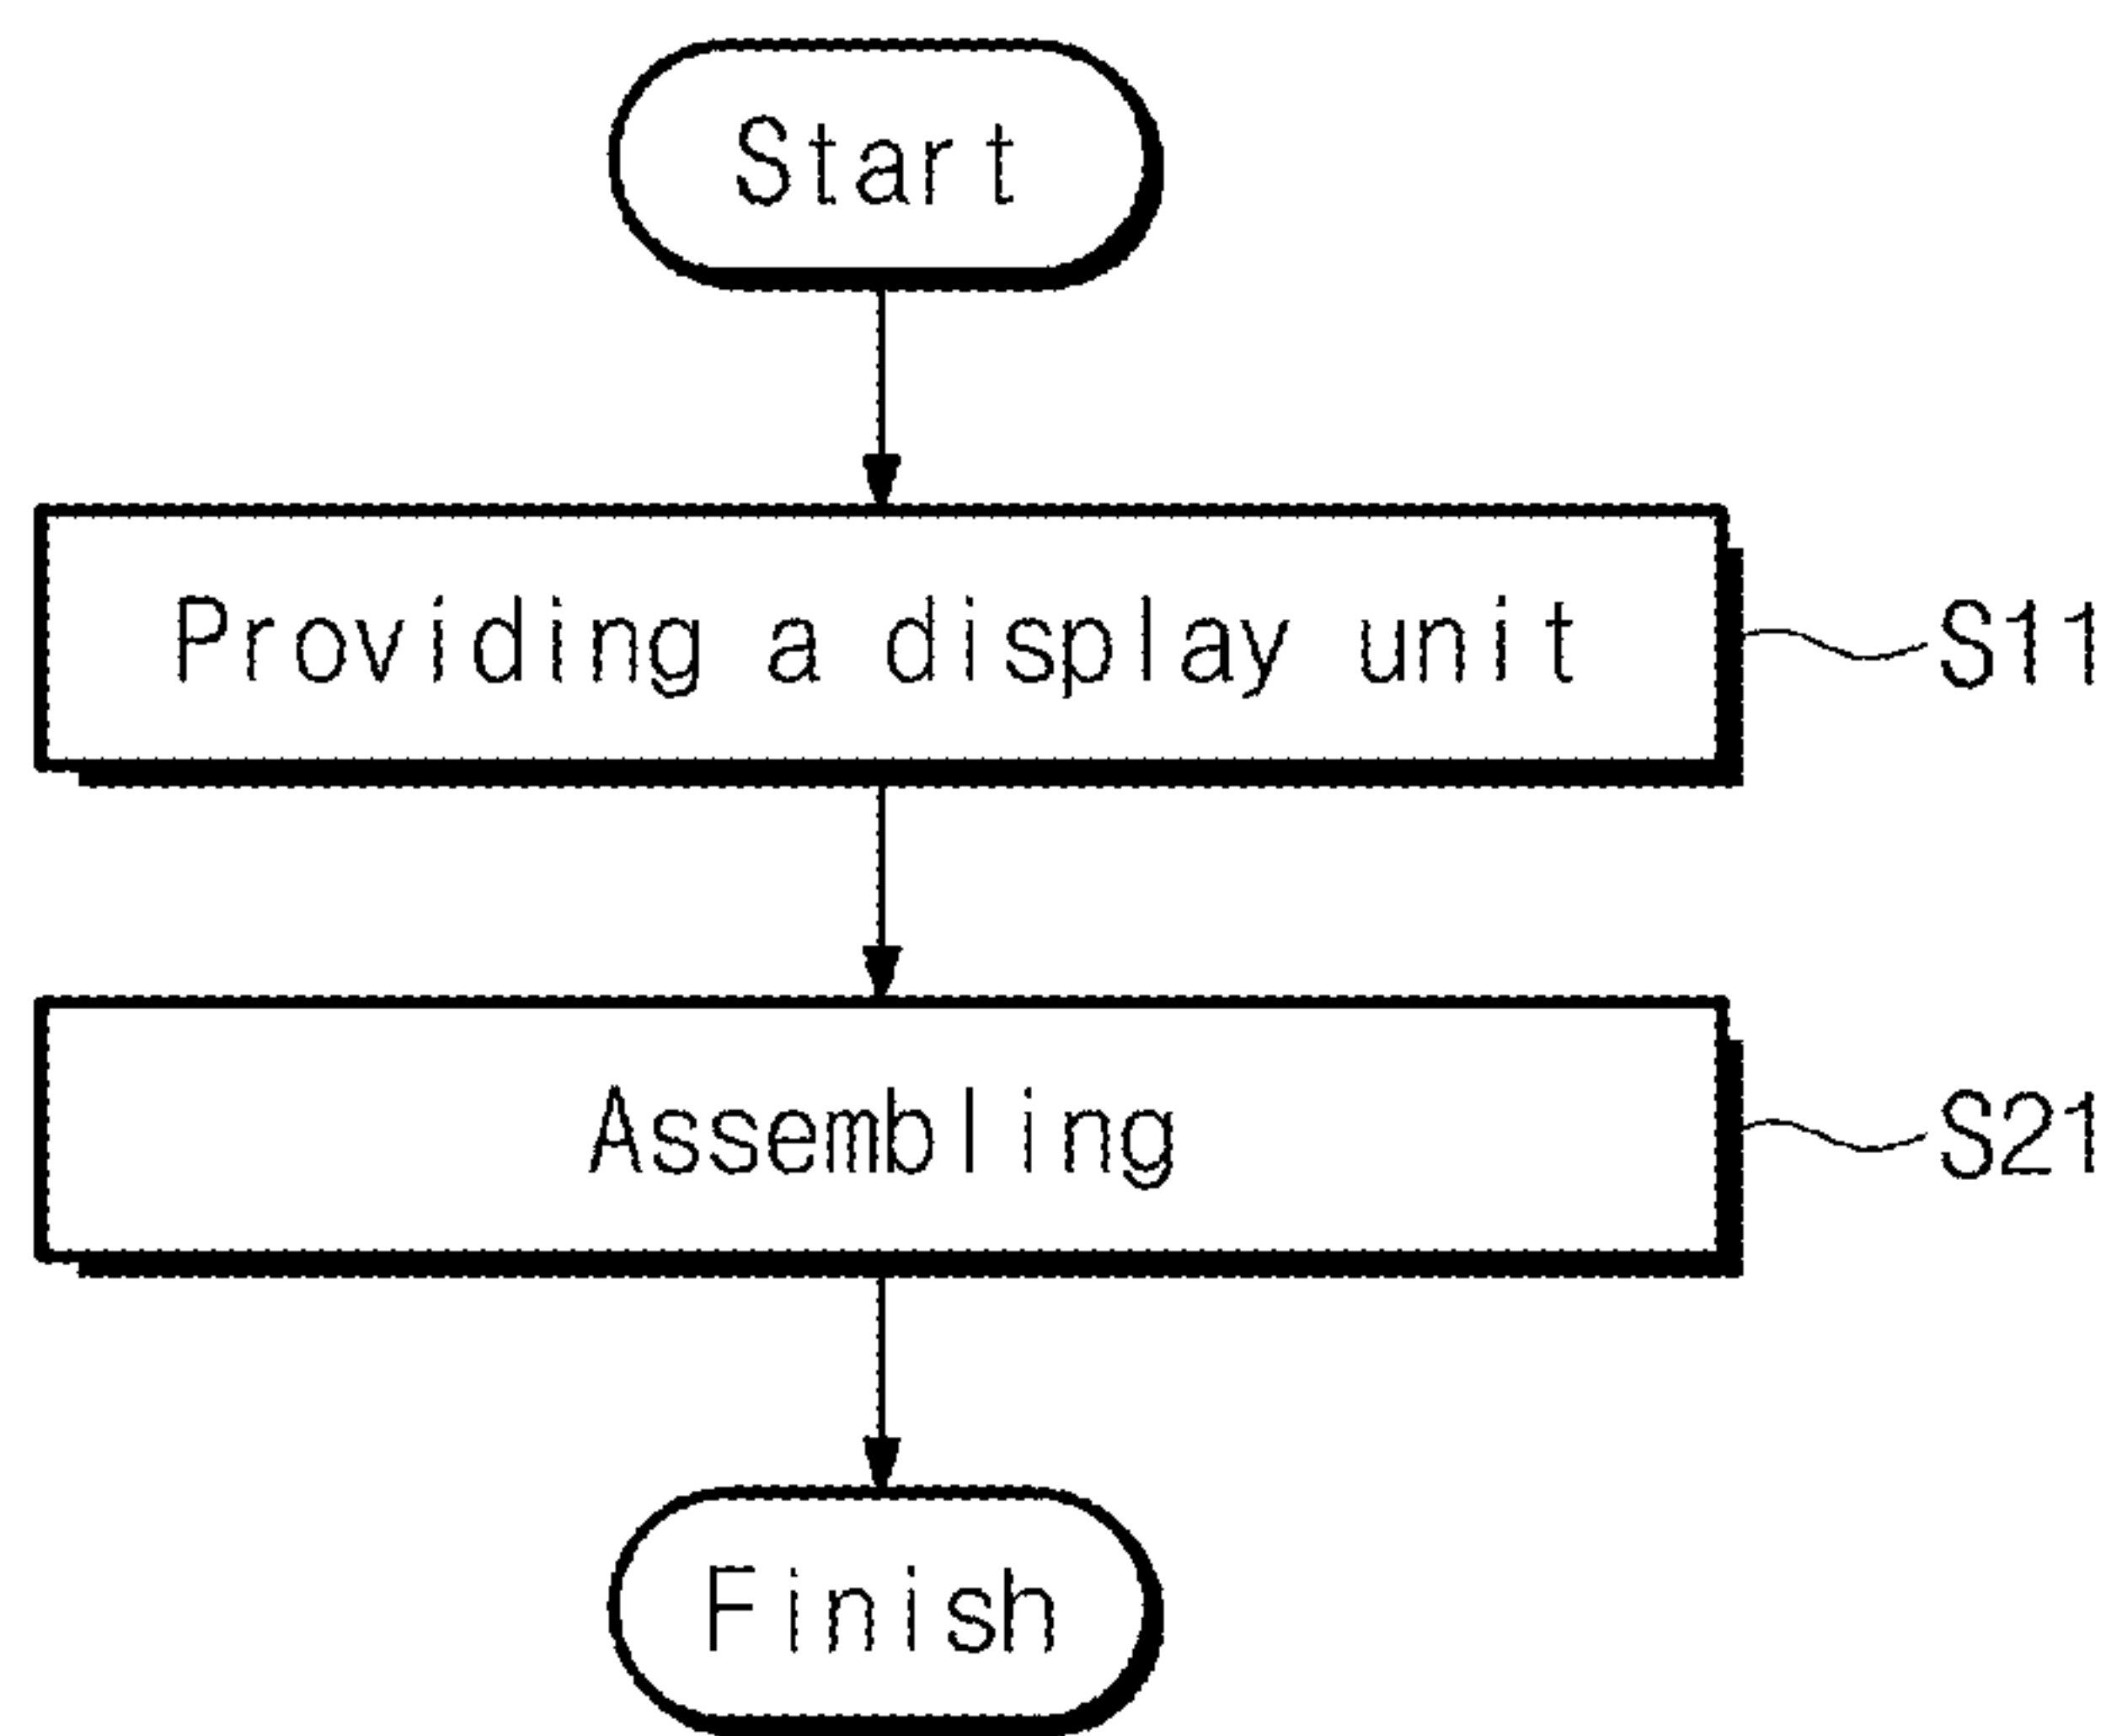 Start
Providing a display unit
S11
Assembling
S21
Finish